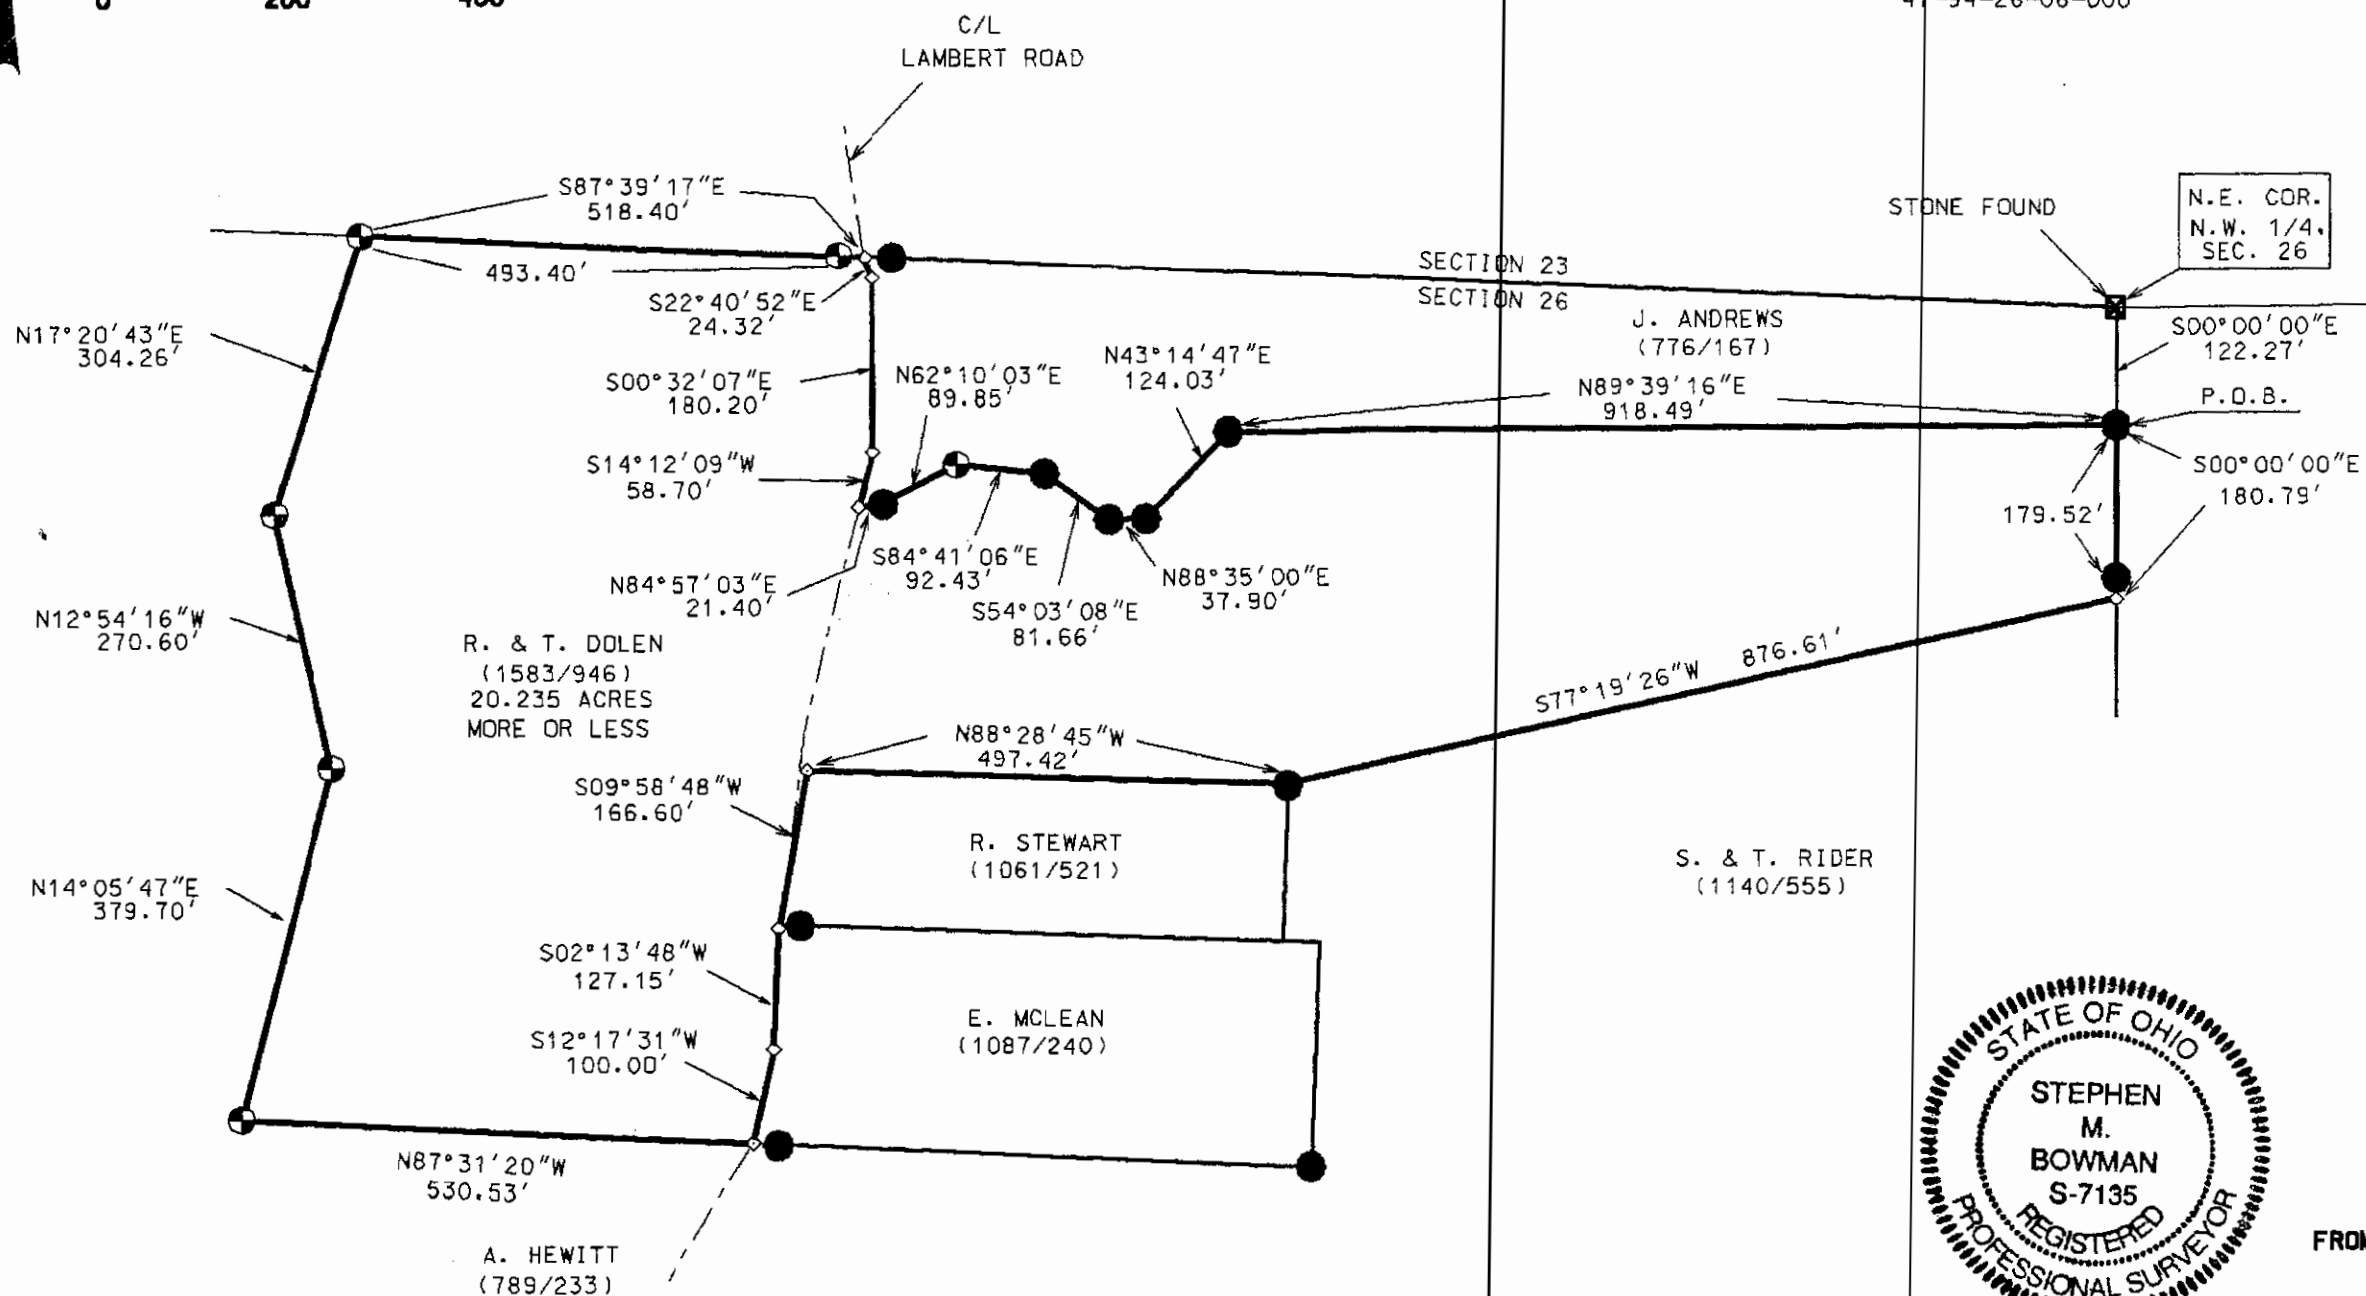 0 200 400
C/L
LAMBERT ROAD
S87°39'17"E
518.40'
493.40'
S22°40'52"E
24.32'
N17°20'43"E
304.26'
S00°32'07"E
180.20'
N62°10'03"E
89.85'
N43°14'47"E
124.03'
SECTION 23
SECTION 26
J. ANDREWS
(776/167)
STONE FOUND
N.E. COR.
N.W. 1/4.
SEC. 26
S00°00'00"E
122.27'
N89°39'16"E
918.49'
P.O.B.
S14°12'09"W
58.70'
S00°00'00"E
180.79'
179.52'
S84°41'06"E
92.43'
N84°57'03"E
21.40'
S54°03'08"E
81.66'
N88°35'00"E
37.90'
N12°54'16"W
270.60'
R. & T. DOLEN
(1583/946)
20.235 ACRES
MORE OR LESS
S77°19'26"W 876.61'
N88°28'45"W
497.42'
S09°58'48"W
166.60'
R. STEWART
(1061/521)
S. & T. RIDER
(1140/555)
N14°05'47"E
379.70'
S02°13'48"W
127.15'
E. MCLEAN
(1087/240)
S12°17'31"W
100.00'
N87°31'20"W
530.53'
A. HEWITT
(789/233)
STATE OF OHIO
STEPHEN
M.
BOWMAN
S-7135
REGISTERED
PROFESSIONAL SURVEYOR